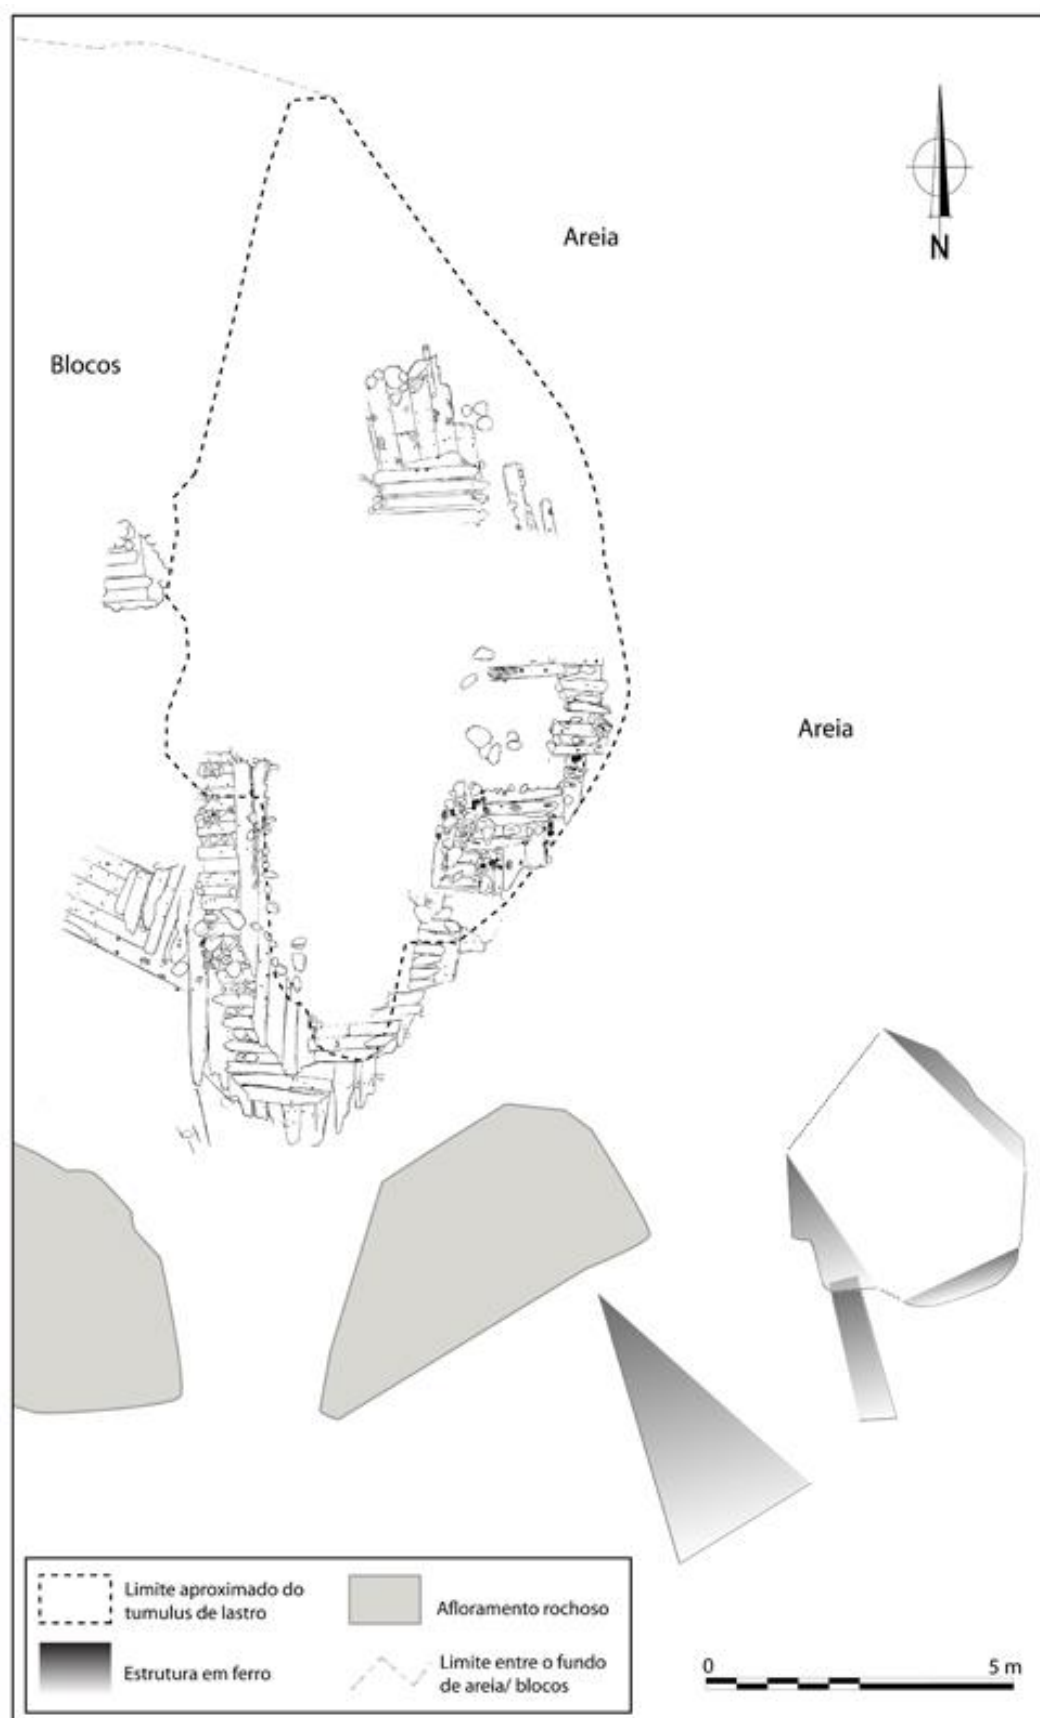 Areia
N
Blocos
Areia
Limite aproximado do
tumulus de lastro
Afloramento rochoso
Estrutura em ferro
Limite entre o fundo
de areia/ blocos
0 5 m